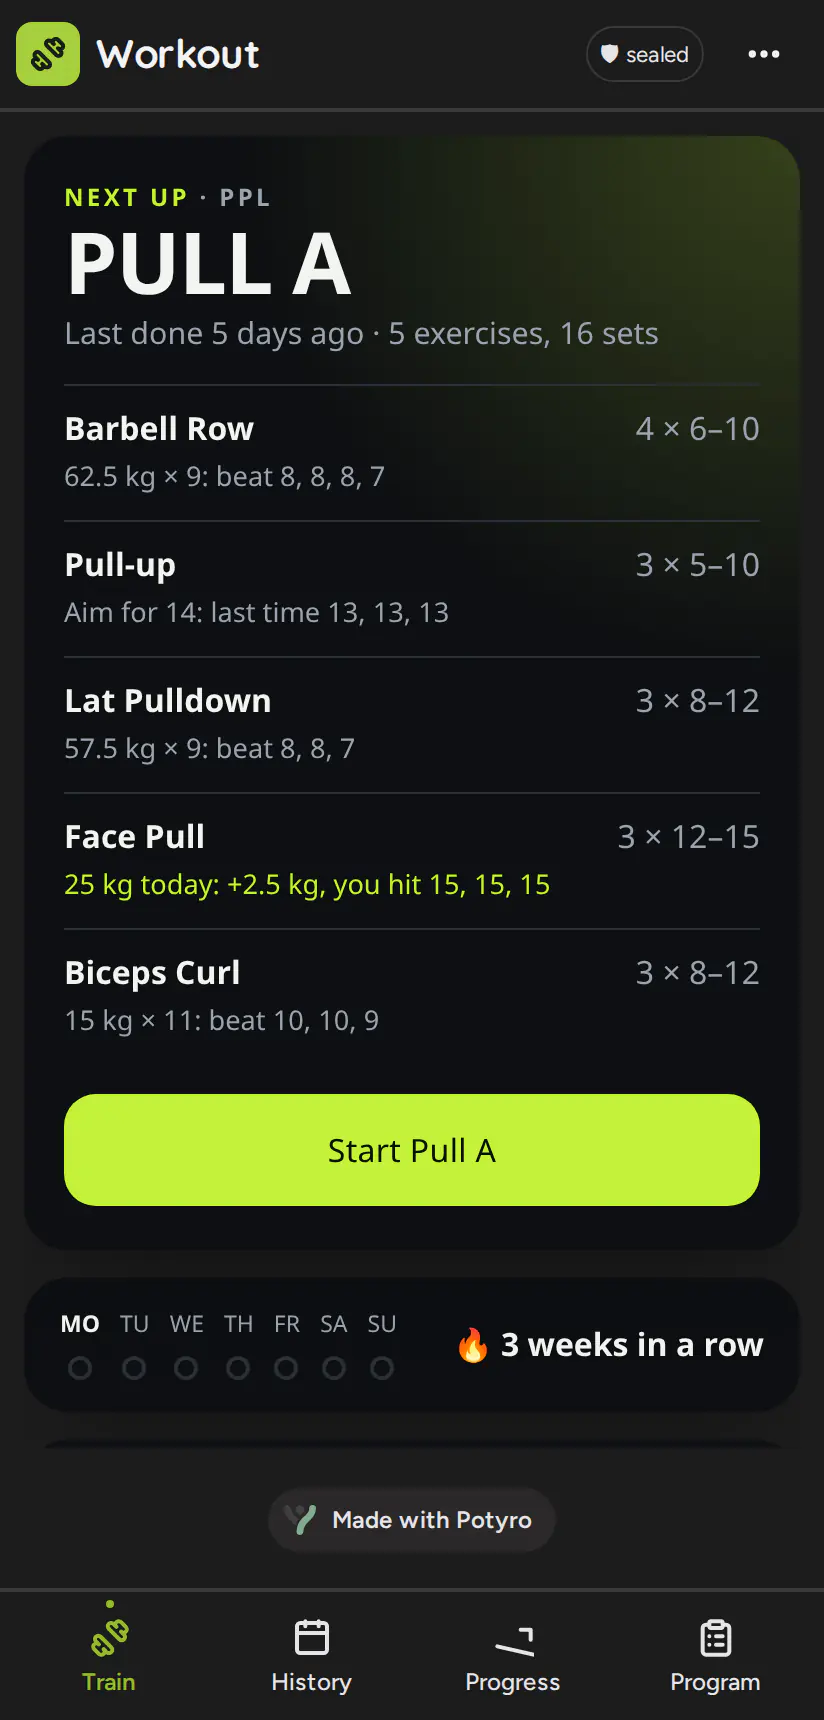 Workout
sealed
NEXT UP · PPL
PULL A
Last done 5 days ago · 5 exercises, 16 sets
Barbell Row 4 × 6–10
62.5 kg × 9: beat 8, 8, 8, 7
Pull-up 3 × 5–10
Aim for 14: last time 13, 13, 13
Lat Pulldown 3 × 8–12
57.5 kg × 9: beat 8, 8, 7
Face Pull 3 × 12–15
25 kg today: +2.5 kg, you hit 15, 15, 15
Biceps Curl 3 × 8–12
15 kg × 11: beat 10, 10, 9
Start Pull A
MO TU WE TH FR SA SU
🔥 3 weeks in a row
Made with Potyro
Train History Progress Program